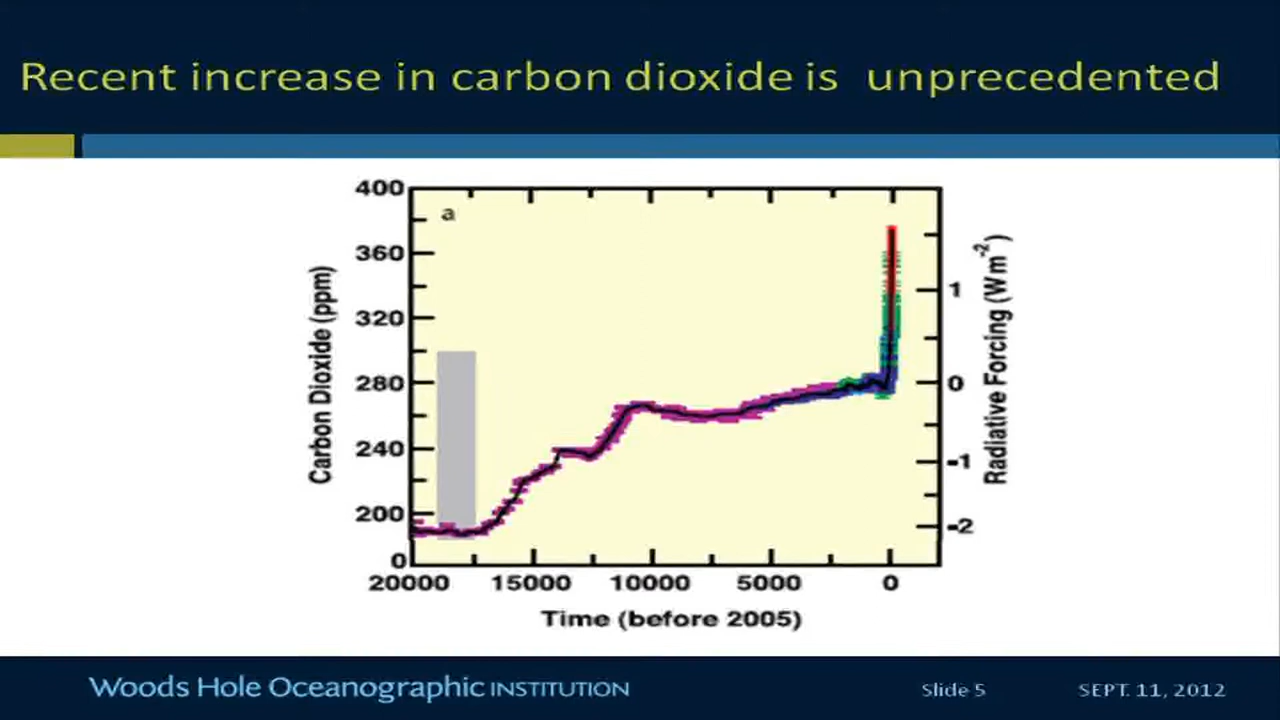 Recent increase in carbon dioxide is unprecedented
400
a
360
320
280
240
200
0
Carbon Dioxide (ppm)
1
0
-1
-2
Radiative Forcing (Wm⁻²)
20000 15000 10000 5000 0
Time (before 2005)
Woods Hole Oceanographic INSTITUTION
Slide 5
SEPT. 11, 2012